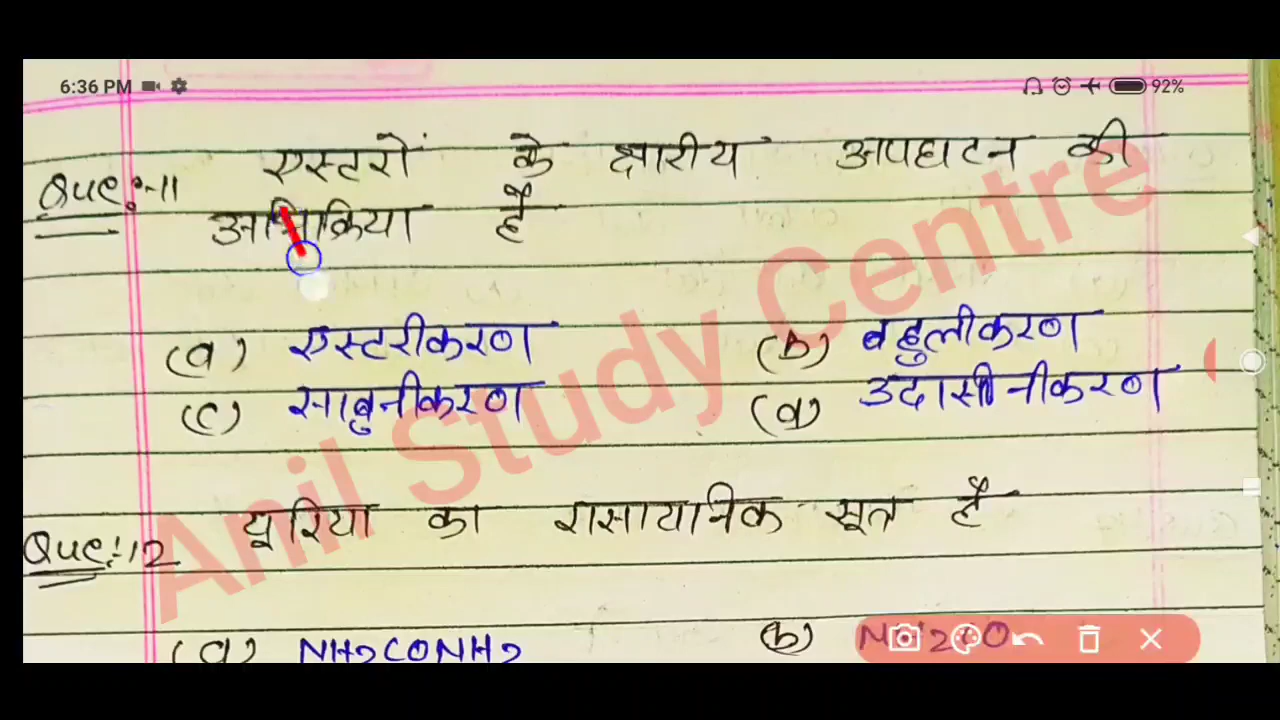 6:36 PM 92%
Que:-11 एस्टरों के क्षारीय अपघटन की
अभिक्रिया है
(a) एस्टरीकरण (b) बहुलीकरण
(c) साबुनीकरण (d) उदासीनीकरण
Anil Study Centre
Que:-12 यूरिया का रासायनिक सूत्र है
(a) NH2CONH2 (b)